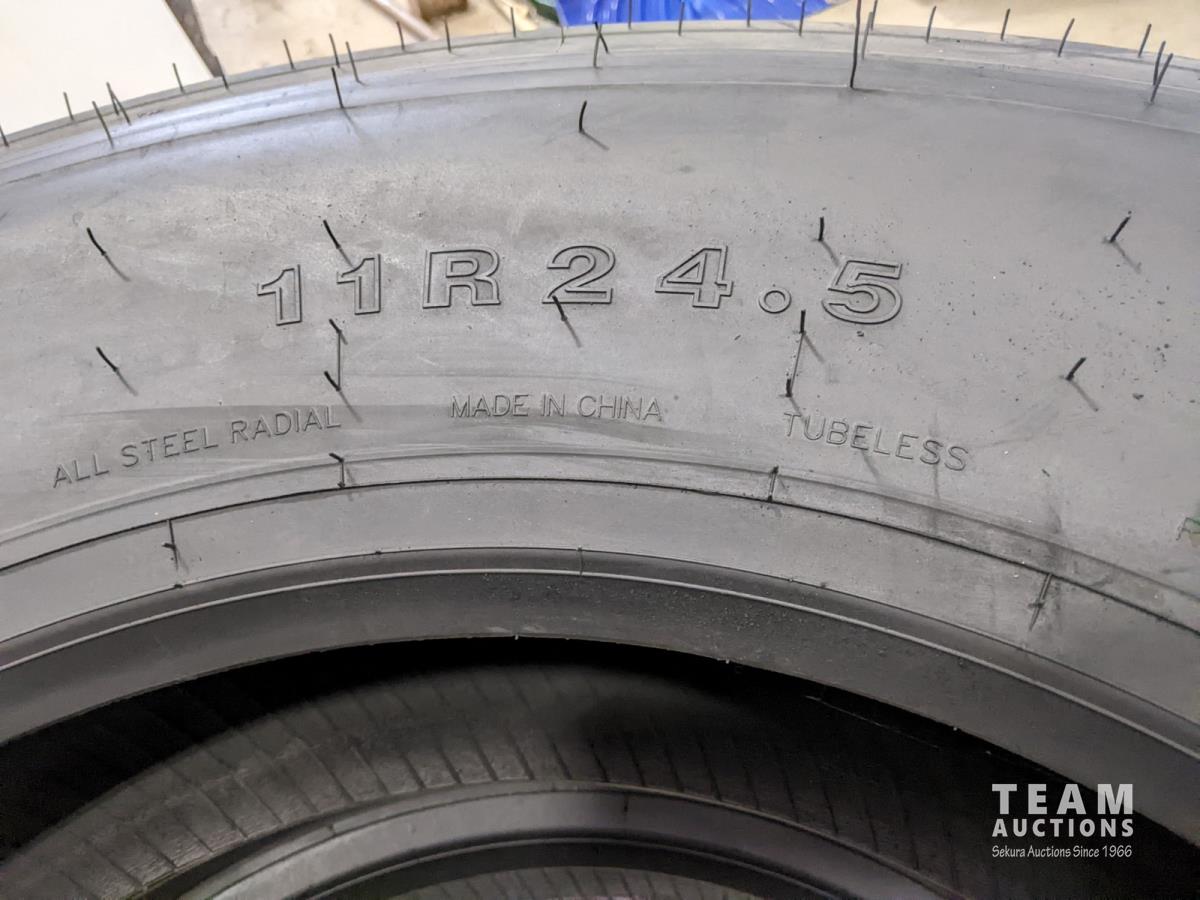 11R24.5
ALL STEEL RADIAL MADE IN CHINA TUBELESS
TEAM
AUCTIONS
Sekura Auctions Since 1966